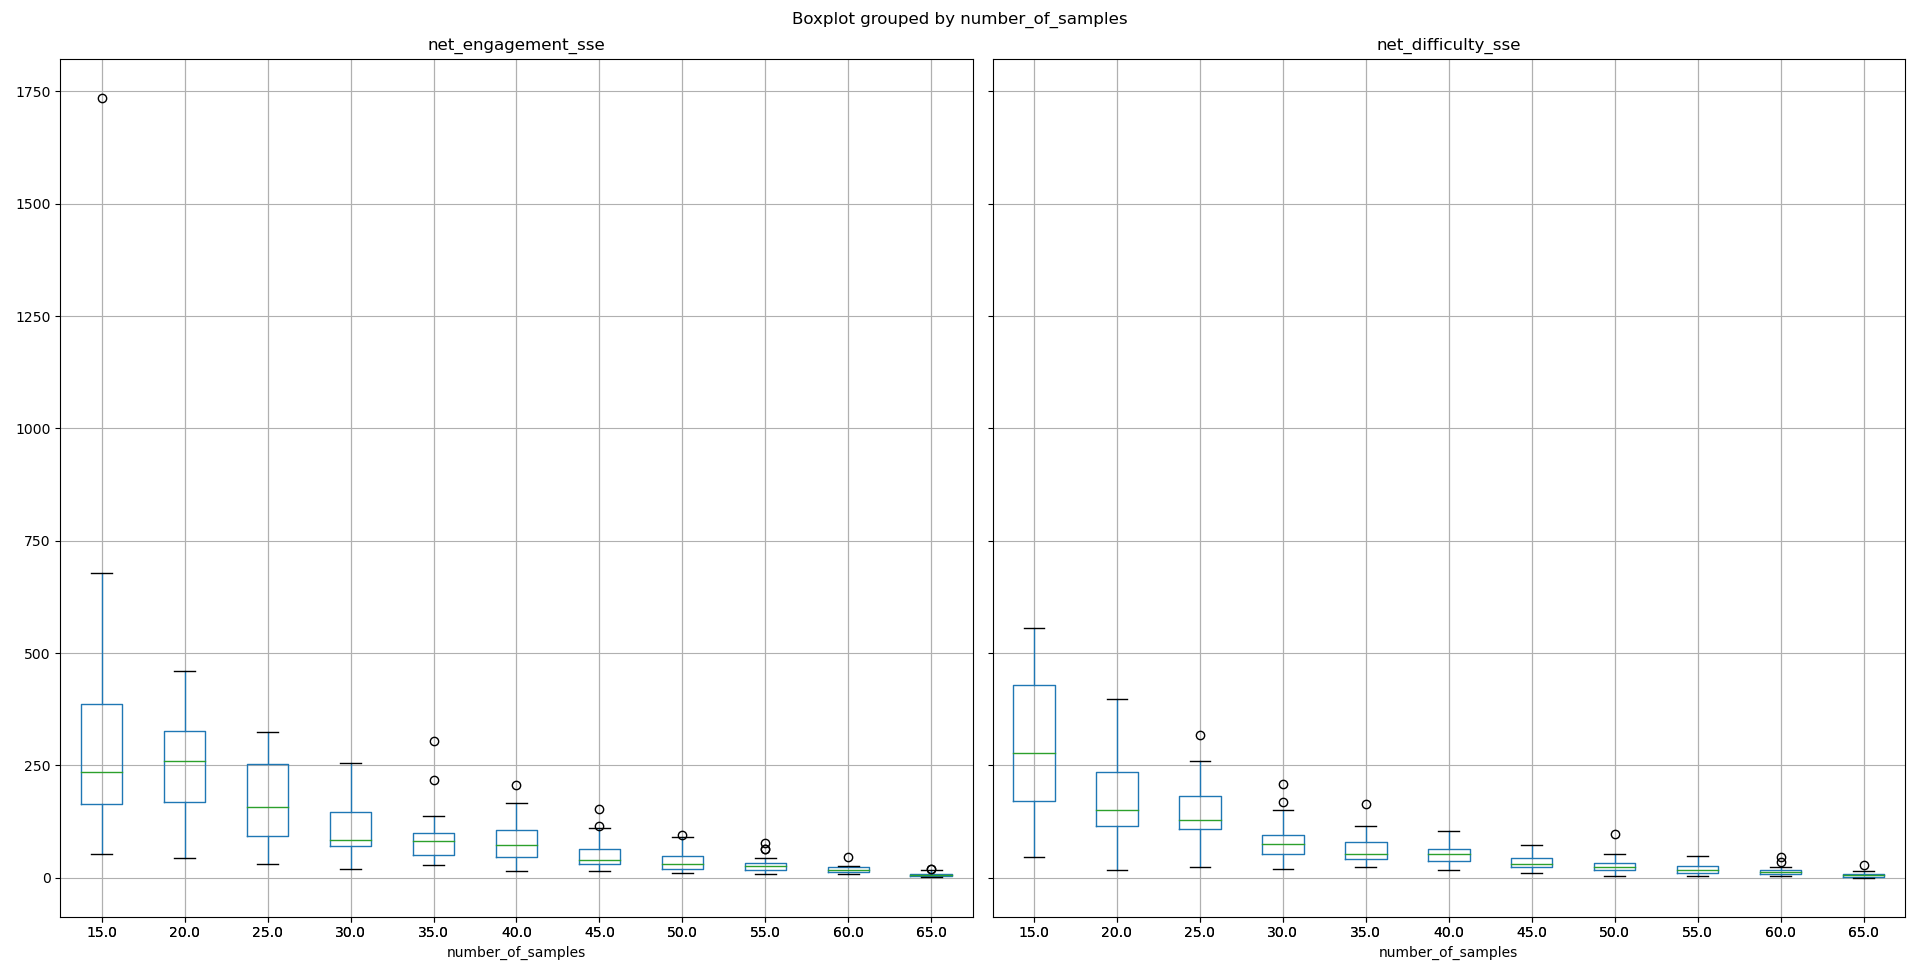 Boxplot grouped by number_of_samples
net_engagement_sse
net_difficulty_sse
1750
1500
1250
1000
750
500
250
0
15.0 20.0 25.0 30.0 35.0 40.0 45.0 50.0 55.0 60.0 65.0
15.0 20.0 25.0 30.0 35.0 40.0 45.0 50.0 55.0 60.0 65.0
number_of_samples
number_of_samples